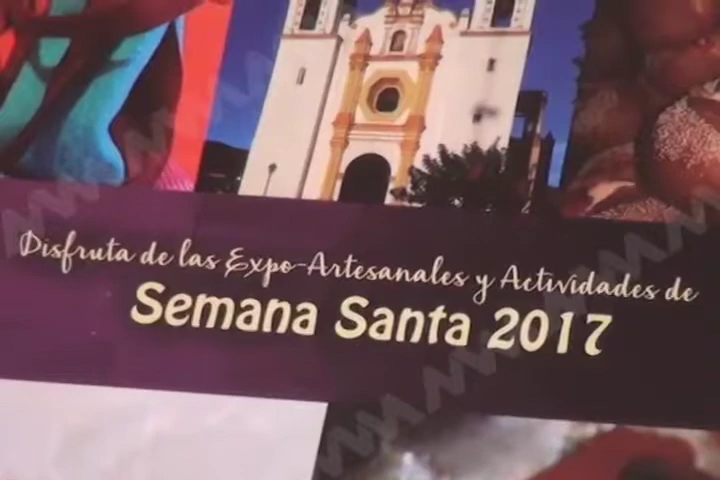 Disfruta de las Expo-Artesanales y Actividades de
Semana Santa 2017